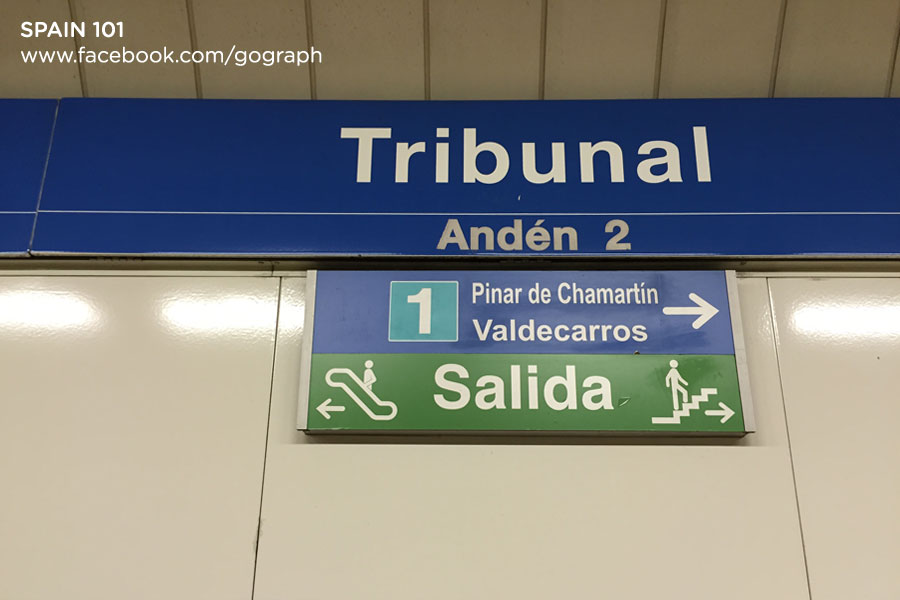 SPAIN 101
www.facebook.com/gograph
Tribunal
Andén 2
1 Pinar de Chamartín
Valdecarros
Salida